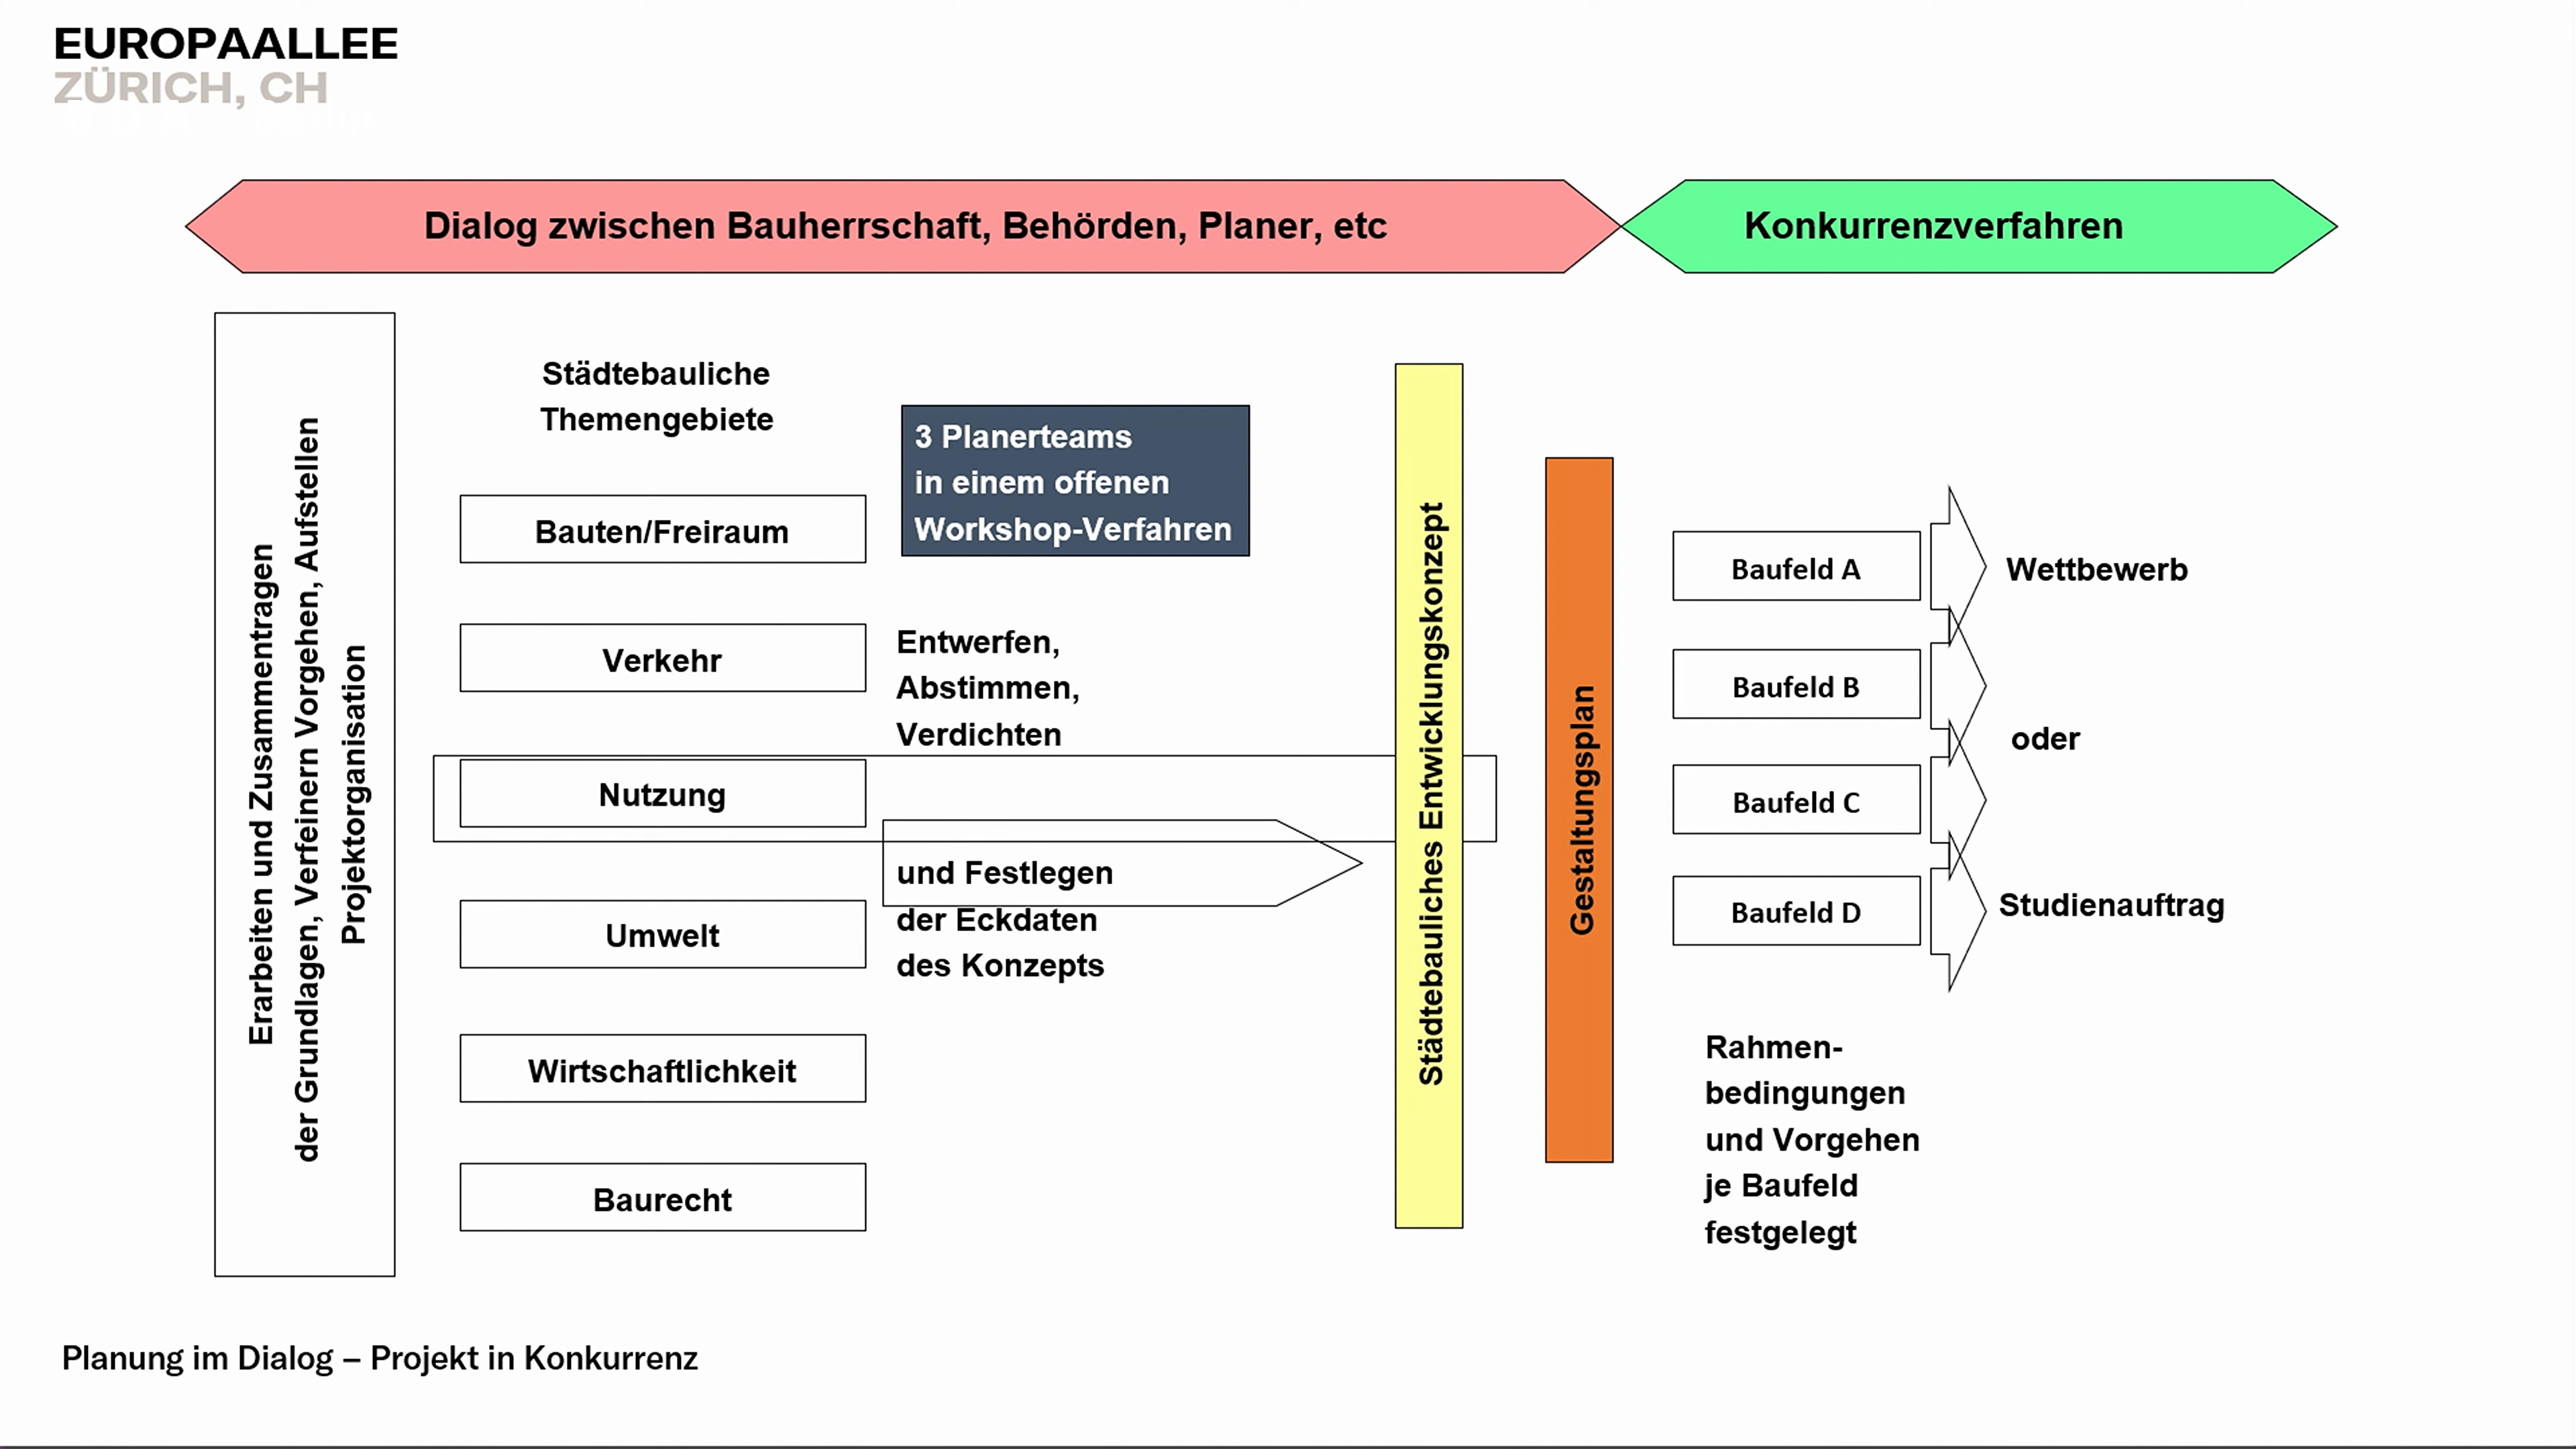 EUROPAALLEE
ZÜRICH, CH
Dialog zwischen Bauherrschaft, Behörden, Planer, etc
Konkurrenzverfahren
Erarbeiten und Zusammentragen
der Grundlagen, Verfeinern Vorgehen, Aufstellen
Projektorganisation
Städtebauliche
Themengebiete
Bauten/Freiraum
Verkehr
Nutzung
Umwelt
Wirtschaftlichkeit
Baurecht
3 Planerteams
in einem offenen
Workshop-Verfahren
Entwerfen,
Abstimmen,
Verdichten
und Festlegen
der Eckdaten
des Konzepts
Städtebauliches Entwicklungskonzept
Gestaltungsplan
Baufeld A
Baufeld B
Baufeld C
Baufeld D
Wettbewerb
oder
Studienauftrag
Rahmen-
bedingungen
und Vorgehen
je Baufeld
festgelegt
Planung im Dialog – Projekt in Konkurrenz